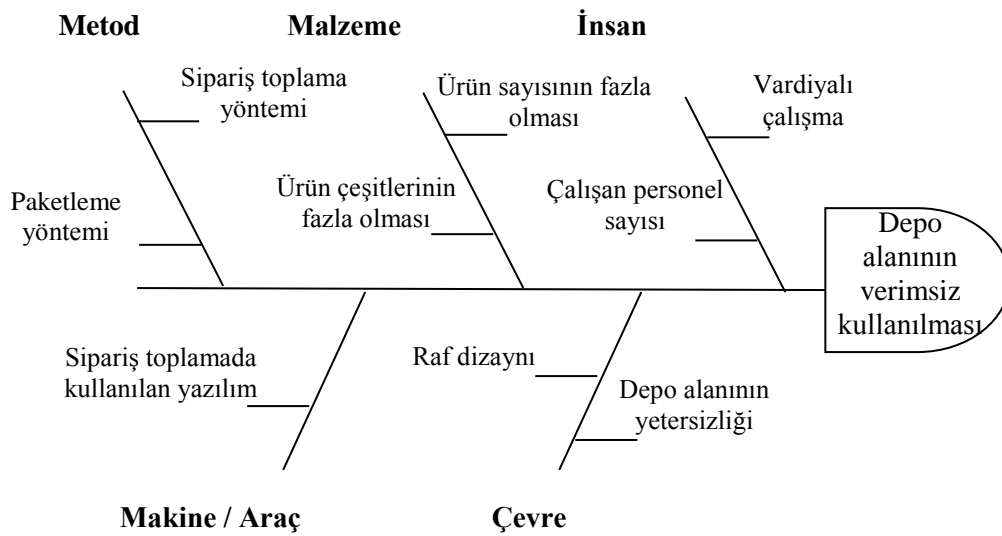 Metod
Malzeme
İnsan
Sipariş toplama
yöntemi
Ürün sayısının fazla
olması
Vardiyalı
çalışma
Paketleme
yöntemi
Ürün çeşitlerinin
fazla olması
Çalışan personel
sayısı
Depo
alanının
verimsiz
kullanılması
Sipariş toplamada
kullanılan yazılım
Raf dizaynı
Depo alanının
yetersizliği
Makine / Araç
Çevre